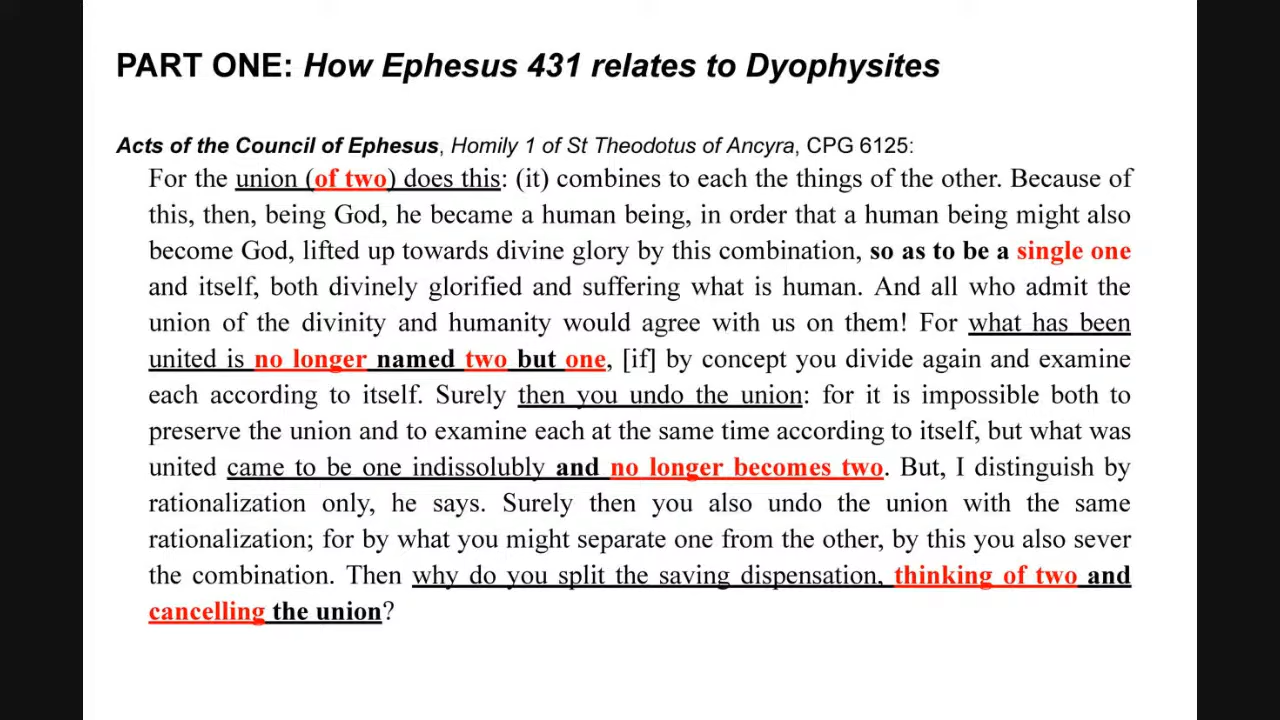 PART ONE: How Ephesus 431 relates to Dyophysites
Acts of the Council of Ephesus, Homily 1 of St Theodotus of Ancyra, CPG 6125:
For the union (of two) does this: (it) combines to each the things of the other. Because of
this, then, being God, he became a human being, in order that a human being might also
become God, lifted up towards divine glory by this combination, so as to be a single one
and itself, both divinely glorified and suffering what is human. And all who admit the
union of the divinity and humanity would agree with us on them! For what has been
united is no longer named two but one, [if] by concept you divide again and examine
each according to itself. Surely then you undo the union: for it is impossible both to
preserve the union and to examine each at the same time according to itself, but what was
united came to be one indissolubly and no longer becomes two. But, I distinguish by
rationalization only, he says. Surely then you also undo the union with the same
rationalization; for by what you might separate one from the other, by this you also sever
the combination. Then why do you split the saving dispensation, thinking of two and
cancelling the union?